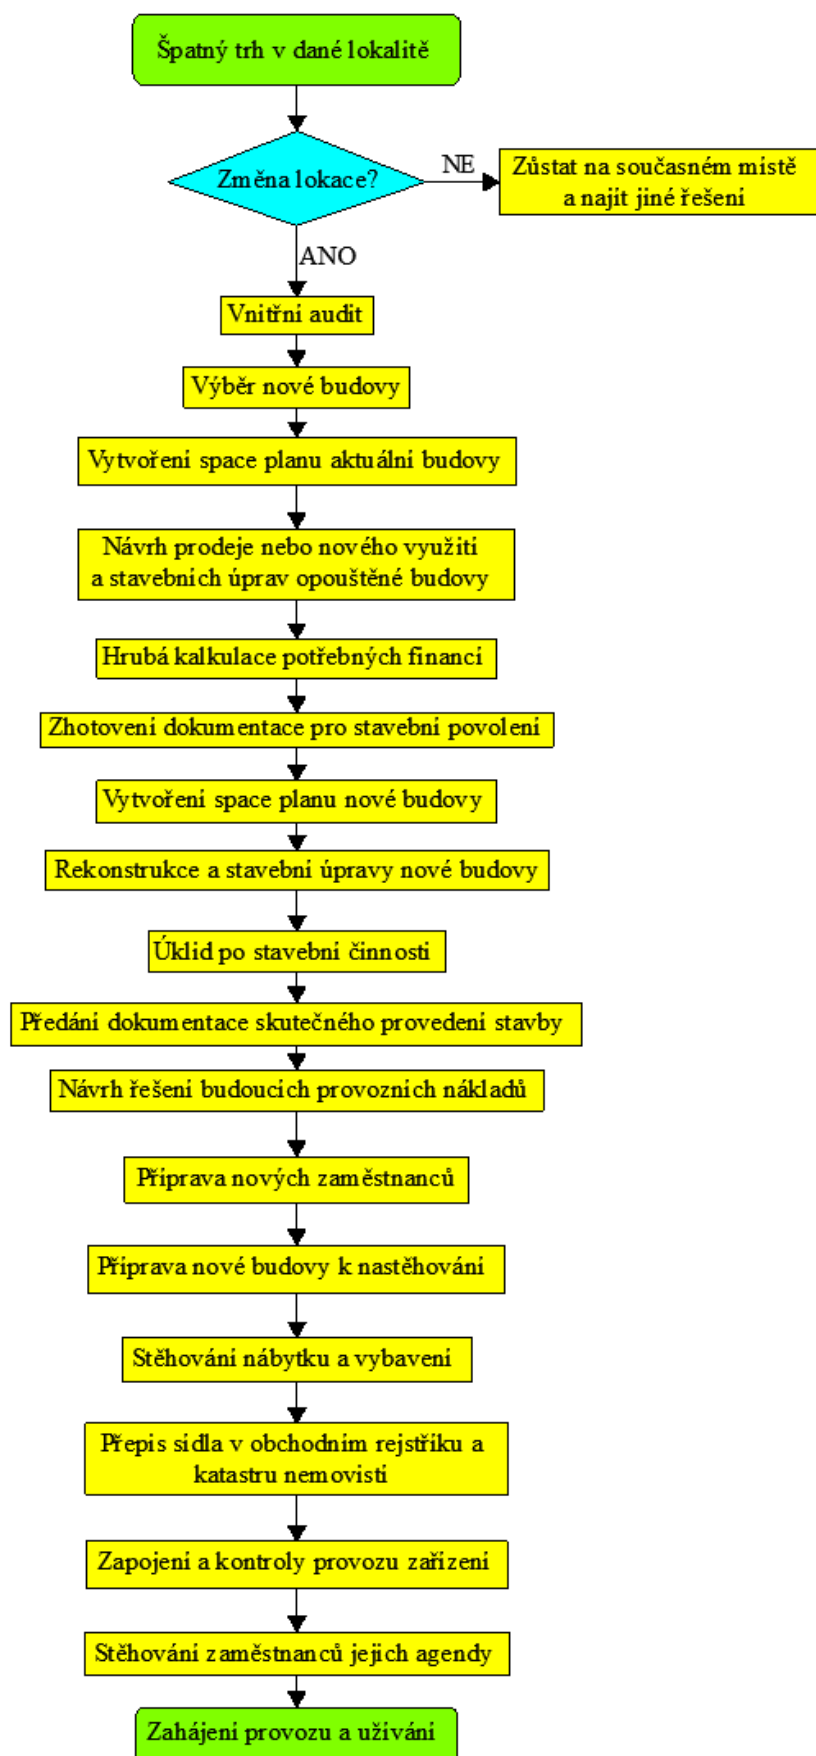 Špatný trh v dané lokalitě
Změna lokace?
NE
Zůstat na současném místě
a najít jiné řešení
ANO
Vnitřní audit
Výběr nové budovy
Vytvoření space planu aktuální budovy
Návrh prodeje nebo nového využití
a stavebních úprav opouštěné budovy
Hrubá kalkulace potřebných financí
Zhotovení dokumentace pro stavební povolení
Vytvoření space planu nové budovy
Rekonstrukce a stavební úpravy nové budovy
Úklid po stavební činnosti
Předání dokumentace skutečného provedení stavby
Návrh řešení budoucích provozních nákladů
Příprava nových zaměstnanců
Příprava nové budovy k nastěhování
Stěhování nábytku a vybavení
Přepis sídla v obchodním rejstříku a
katastru nemovistí
Zapojení a kontroly provozu zařízení
Stěhování zaměstnanců jejich agendy
Zahájení provozu a užívání